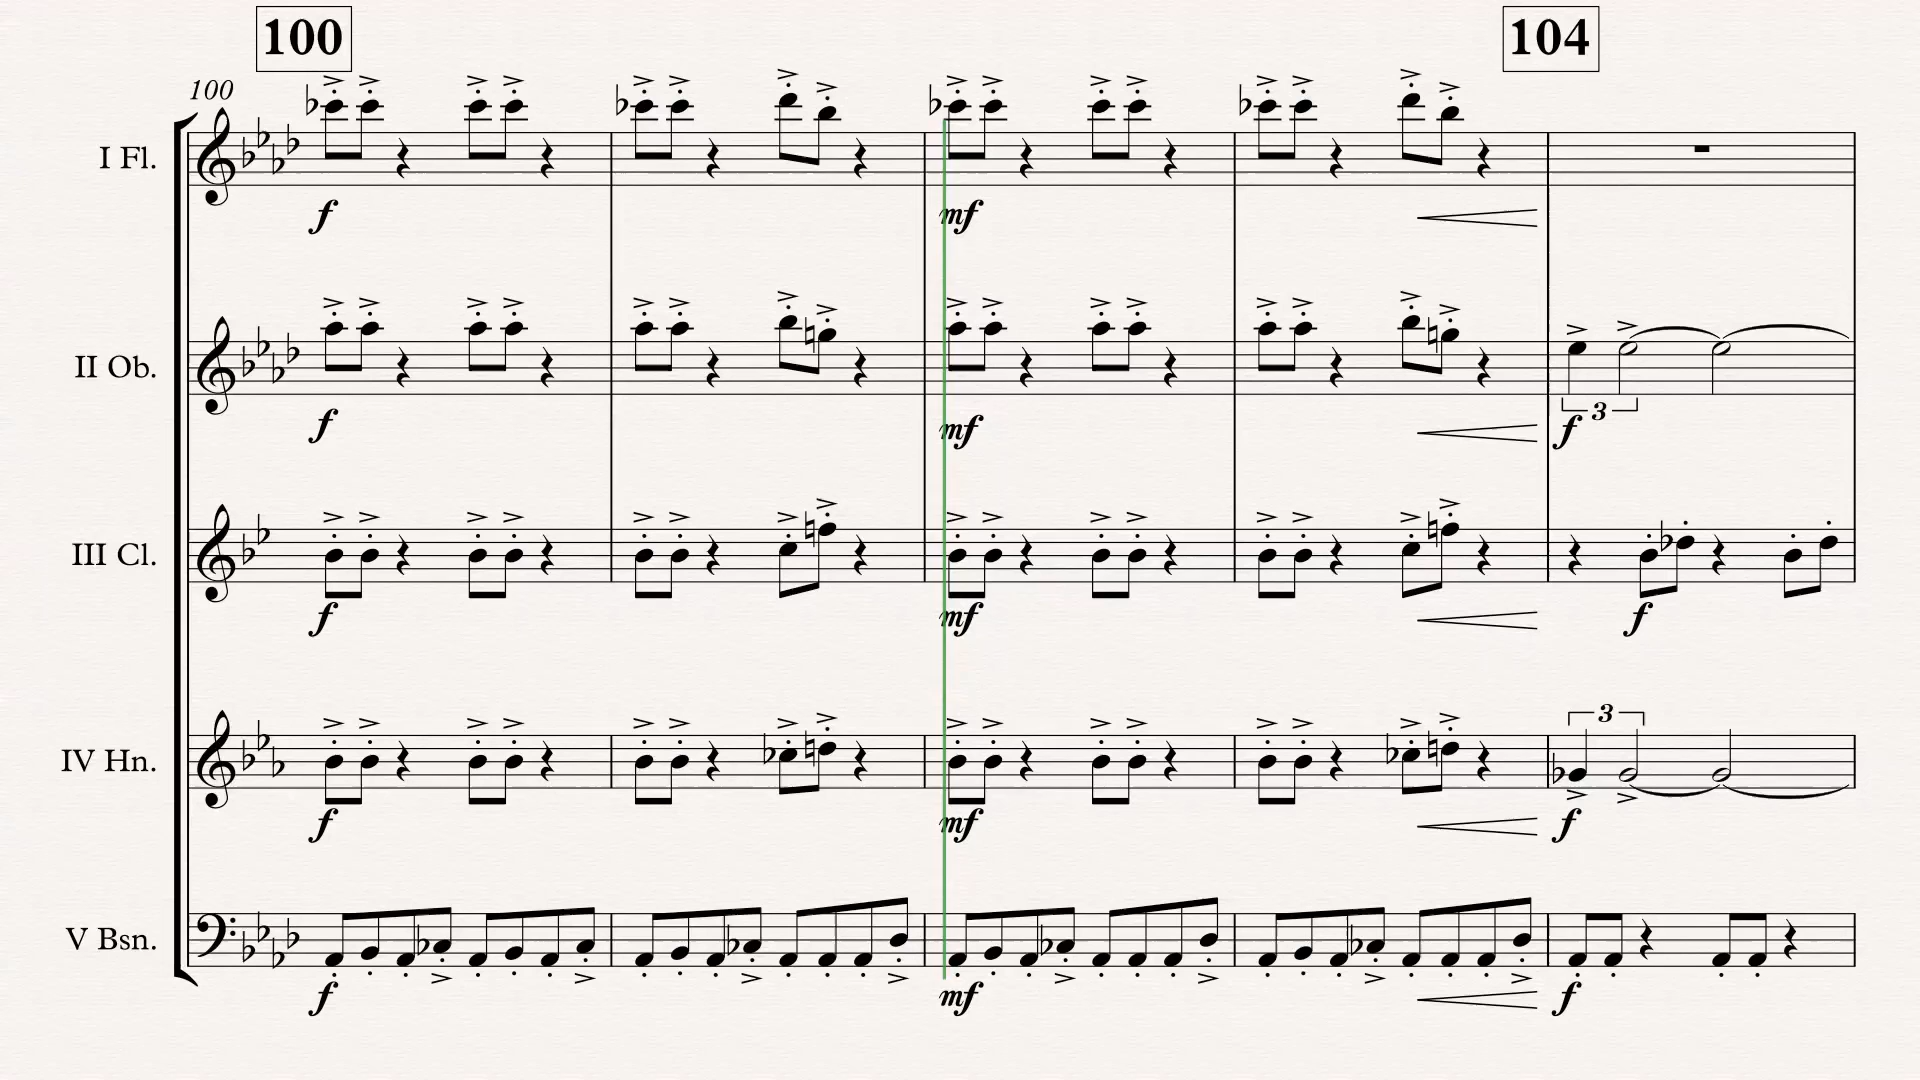 100 104
100
I Fl.
f mf
II Ob.
f mf f
3
III Cl.
f mf f
3
IV Hn.
f mf f
V Bsn.
f mf f